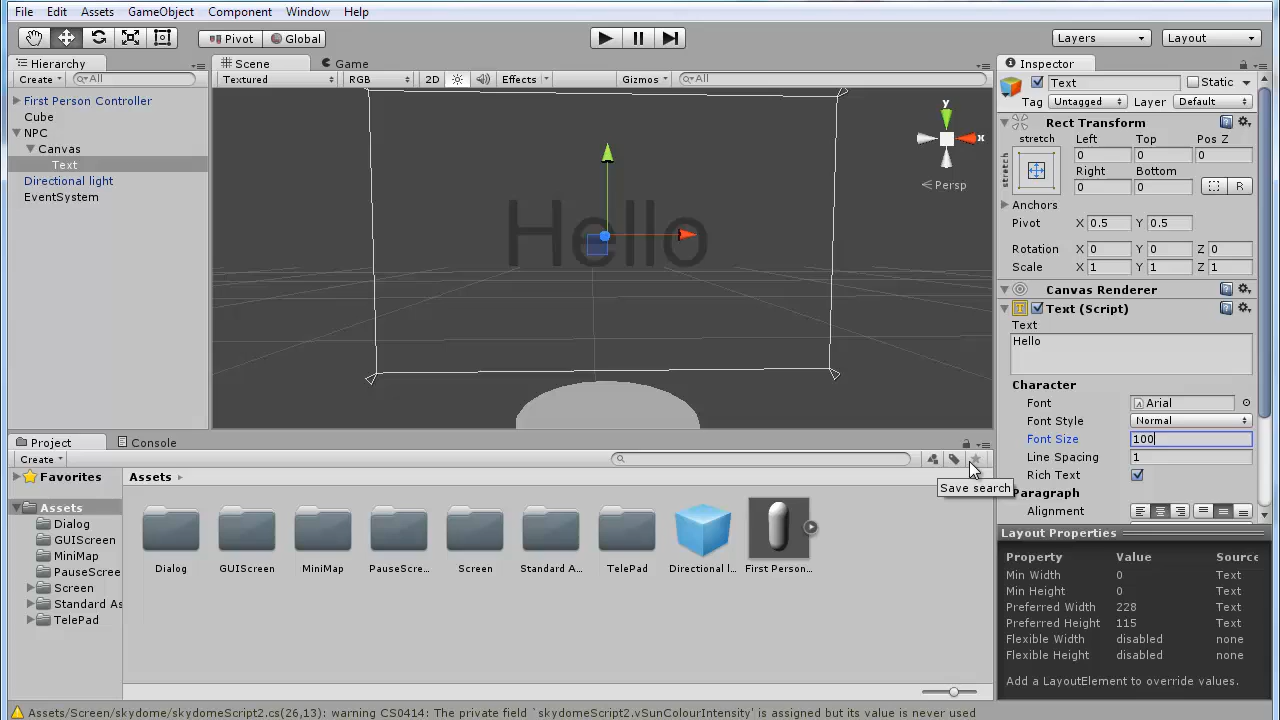 File Edit Assets GameObject Component Window Help
Pivot Global Layers Layout
Hierarchy
Create All
First Person Controller
Cube
NPC
Canvas
Text
Directional light
EventSystem
Scene Game
Textured RGB 2D Effects Gizmos All
y
x
Persp
Hello
Inspector
Text Static
Tag Untagged Layer Default
Rect Transform
stretch Left Top Pos Z
stretch 0 0 0
Right Bottom
0 0 R
Anchors
Pivot X 0.5 Y 0.5
Rotation X 0 Y 0 Z 0
Scale X 1 Y 1 Z 1
Canvas Renderer
Text (Script)
Text
Hello
Character
Font Arial
Font Style Normal
Font Size 100
Line Spacing 1
Rich Text
Paragraph
Alignment
Layout Properties
Property Value Source
Min Width 0 Text
Min Height 0 Text
Preferred Width 228 Text
Preferred Height 115 Text
Flexible Width disabled none
Flexible Height disabled none
Add a LayoutElement to override values.
Project Console
Create
Save search
Favorites
Assets
Dialog
GUIScreen
MiniMap
PauseScree
Screen
Standard As
TelePad
Assets
Dialog GUIScreen MiniMap PauseScre... Screen Standard A... TelePad Directional l... First Person...
Assets/Screen/skydome/skydomeScript2.cs(26,13): warning CS0414: The private field `skydomeScript2.vSunColourIntensity' is assigned but its value is never used